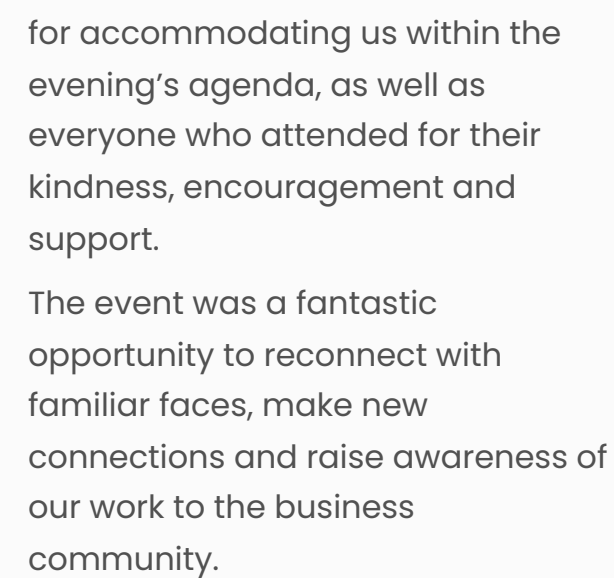 for accommodating us within the
evening’s agenda, as well as
everyone who attended for their
kindness, encouragement and
support.
The event was a fantastic
opportunity to reconnect with
familiar faces, make new
connections and raise awareness of
our work to the business
community.